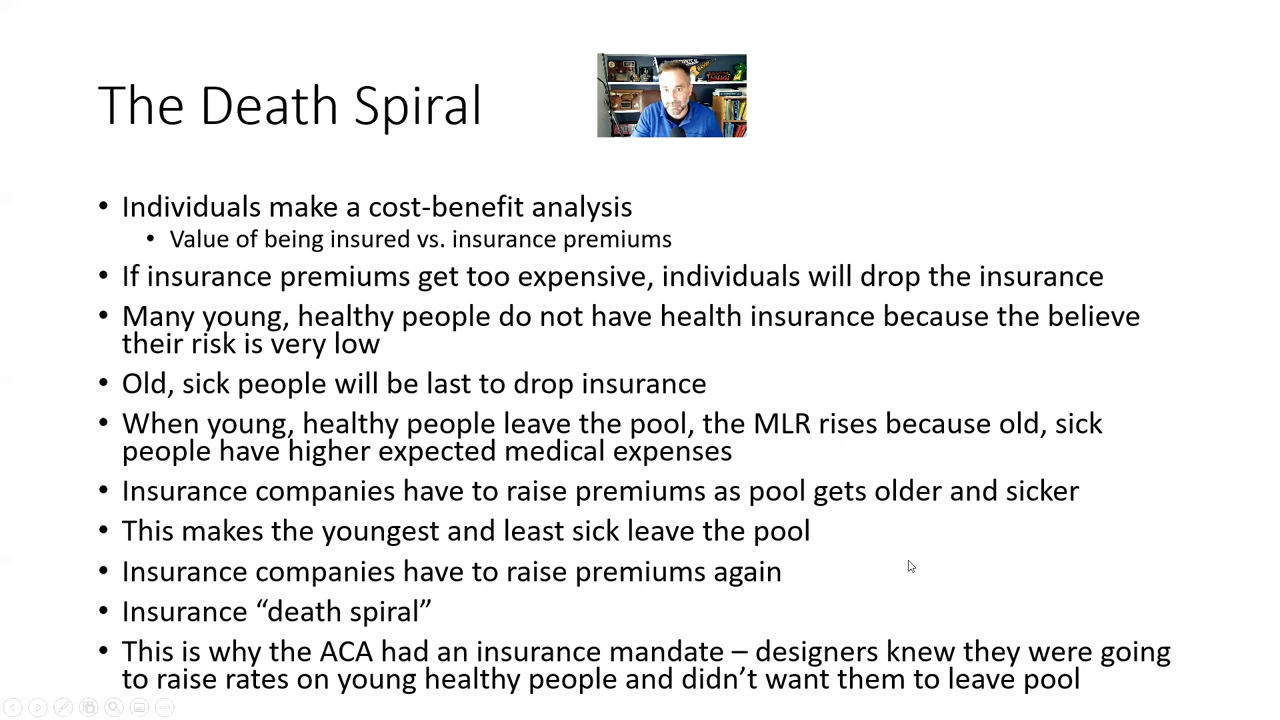 The Death Spiral
• Individuals make a cost-benefit analysis
• Value of being insured vs. insurance premiums
• If insurance premiums get too expensive, individuals will drop the insurance
• Many young, healthy people do not have health insurance because the believe
their risk is very low
• Old, sick people will be last to drop insurance
• When young, healthy people leave the pool, the MLR rises because old, sick
people have higher expected medical expenses
• Insurance companies have to raise premiums as pool gets older and sicker
• This makes the youngest and least sick leave the pool
• Insurance companies have to raise premiums again
• Insurance “death spiral”
• This is why the ACA had an insurance mandate – designers knew they were going
to raise rates on young healthy people and didn’t want them to leave pool